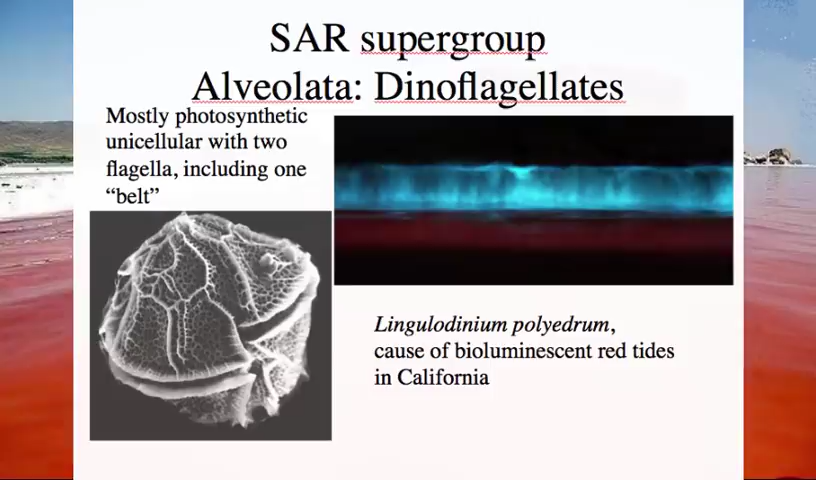 SAR supergroup
Alveolata: Dinoflagellates
Mostly photosynthetic
unicellular with two
flagella, including one
“belt”
Lingulodinium polyedrum,
cause of bioluminescent red tides
in California